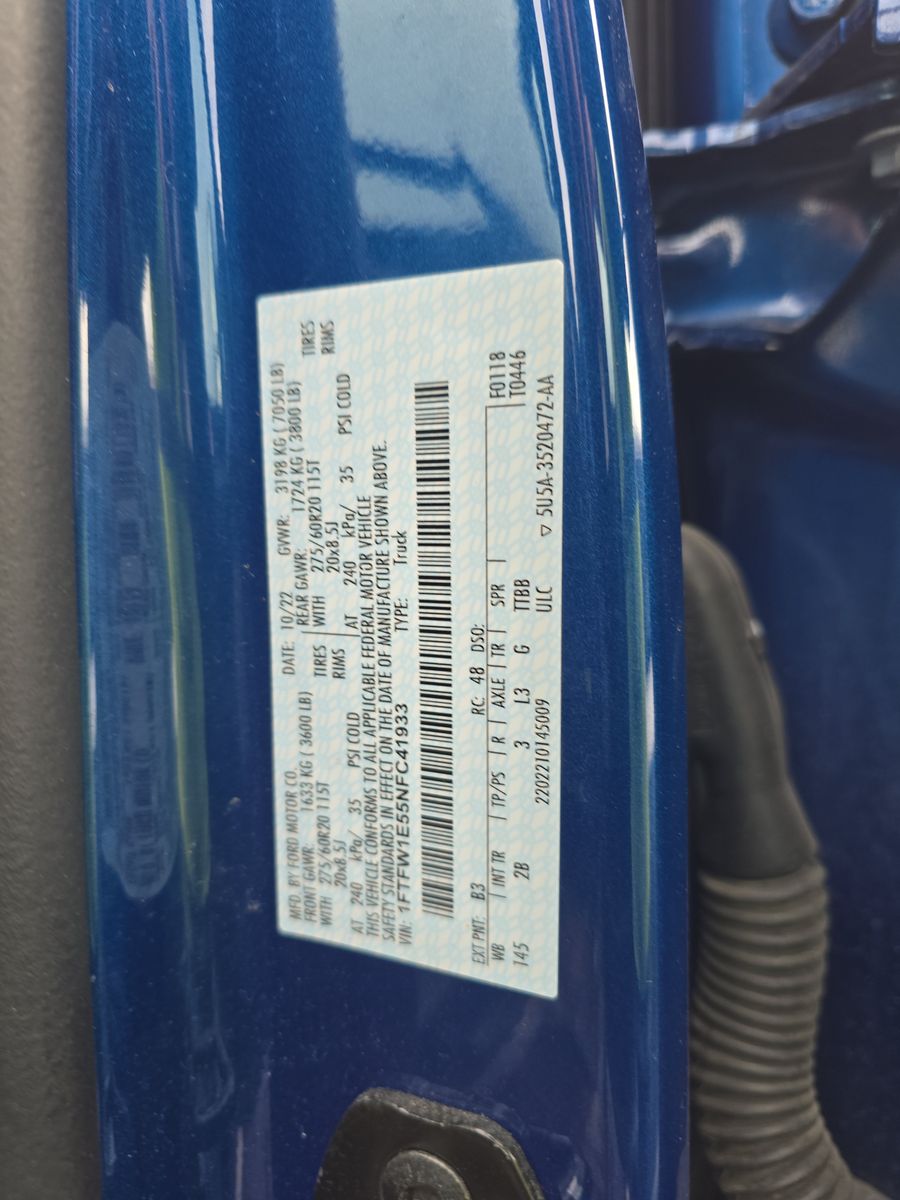 MFD. BY FORD MOTOR CO. DATE: 10/22 GVWR: 3198 KG ( 7050 LB)
FRONT GAWR: 1633 KG ( 3600 LB) REAR GAWR: 1724 KG ( 3800 LB)
WITH 275/60R20 115T TIRES WITH 275/60R20 115T TIRES
20x8.5J RIMS 20x8.5J RIMS
AT 240 kPa/ 35 PSI COLD AT 240 kPa/ 35 PSI COLD
THIS VEHICLE CONFORMS TO ALL APPLICABLE FEDERAL MOTOR VEHICLE
SAFETY STANDARDS IN EFFECT ON THE DATE OF MANUFACTURE SHOWN ABOVE.
VIN: 1FTFW1E55NFC41933 TYPE: Truck
EXT PNT: B3 RC: 48 DSO: F0118
WB INT TR TP/PS R AXLE TR SPR T0446
145 2B 3 L3 G TTBB
2202210145009 ULC ▽ 5U5A-3520472-AA